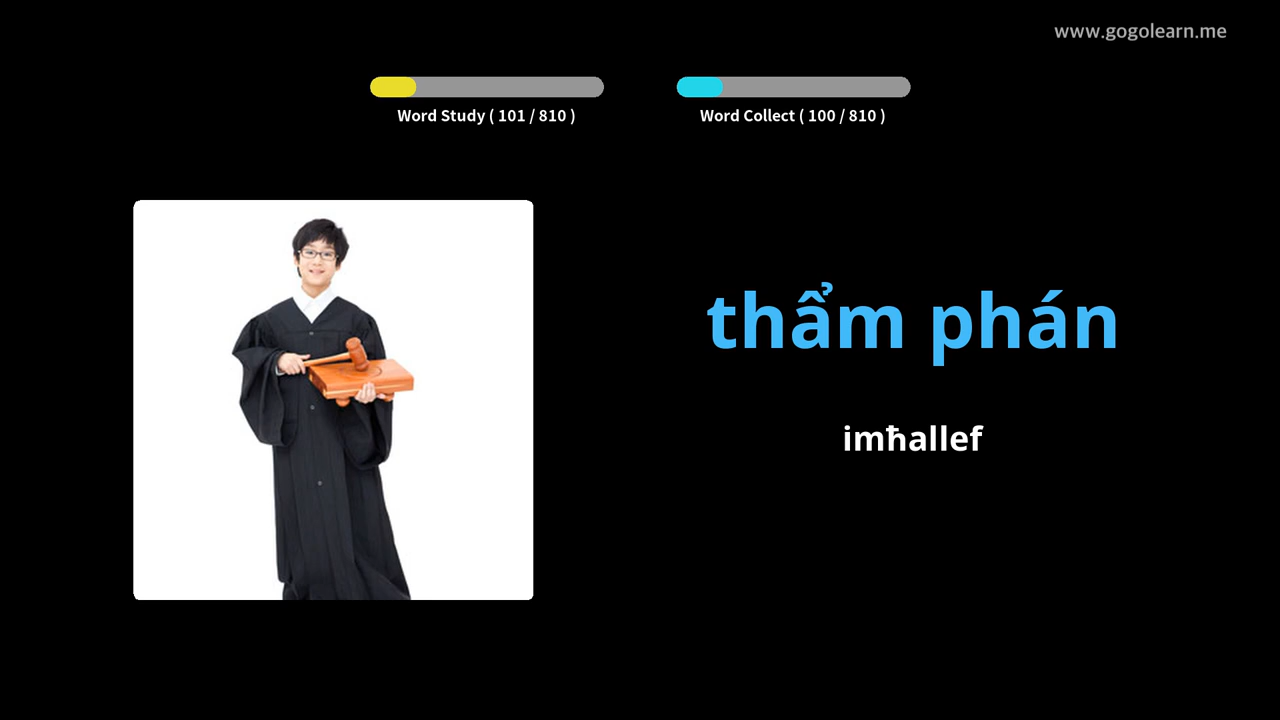 www.gogolearn.me
Word Study ( 101 / 810 )
Word Collect ( 100 / 810 )
thẩm phán
imħallef